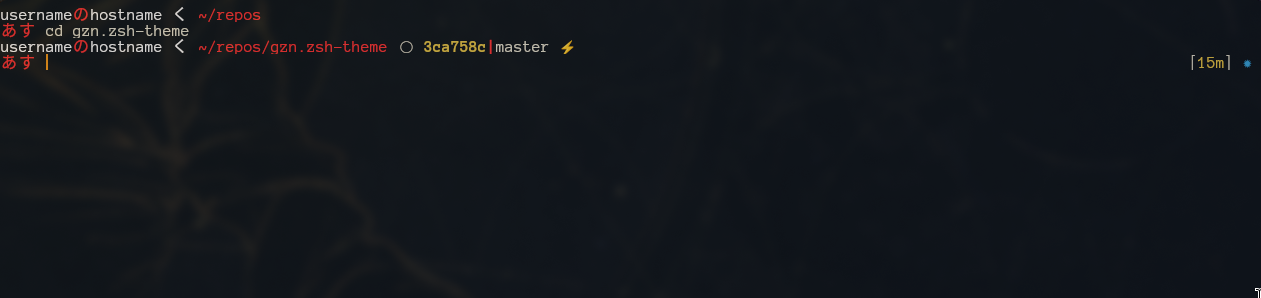 usernameのhostname < ~/repos
あす cd gzn.zsh-theme
usernameのhostname < ~/repos/gzn.zsh-theme ○ 3ca758c|master ⚡
あす [15m] ✹